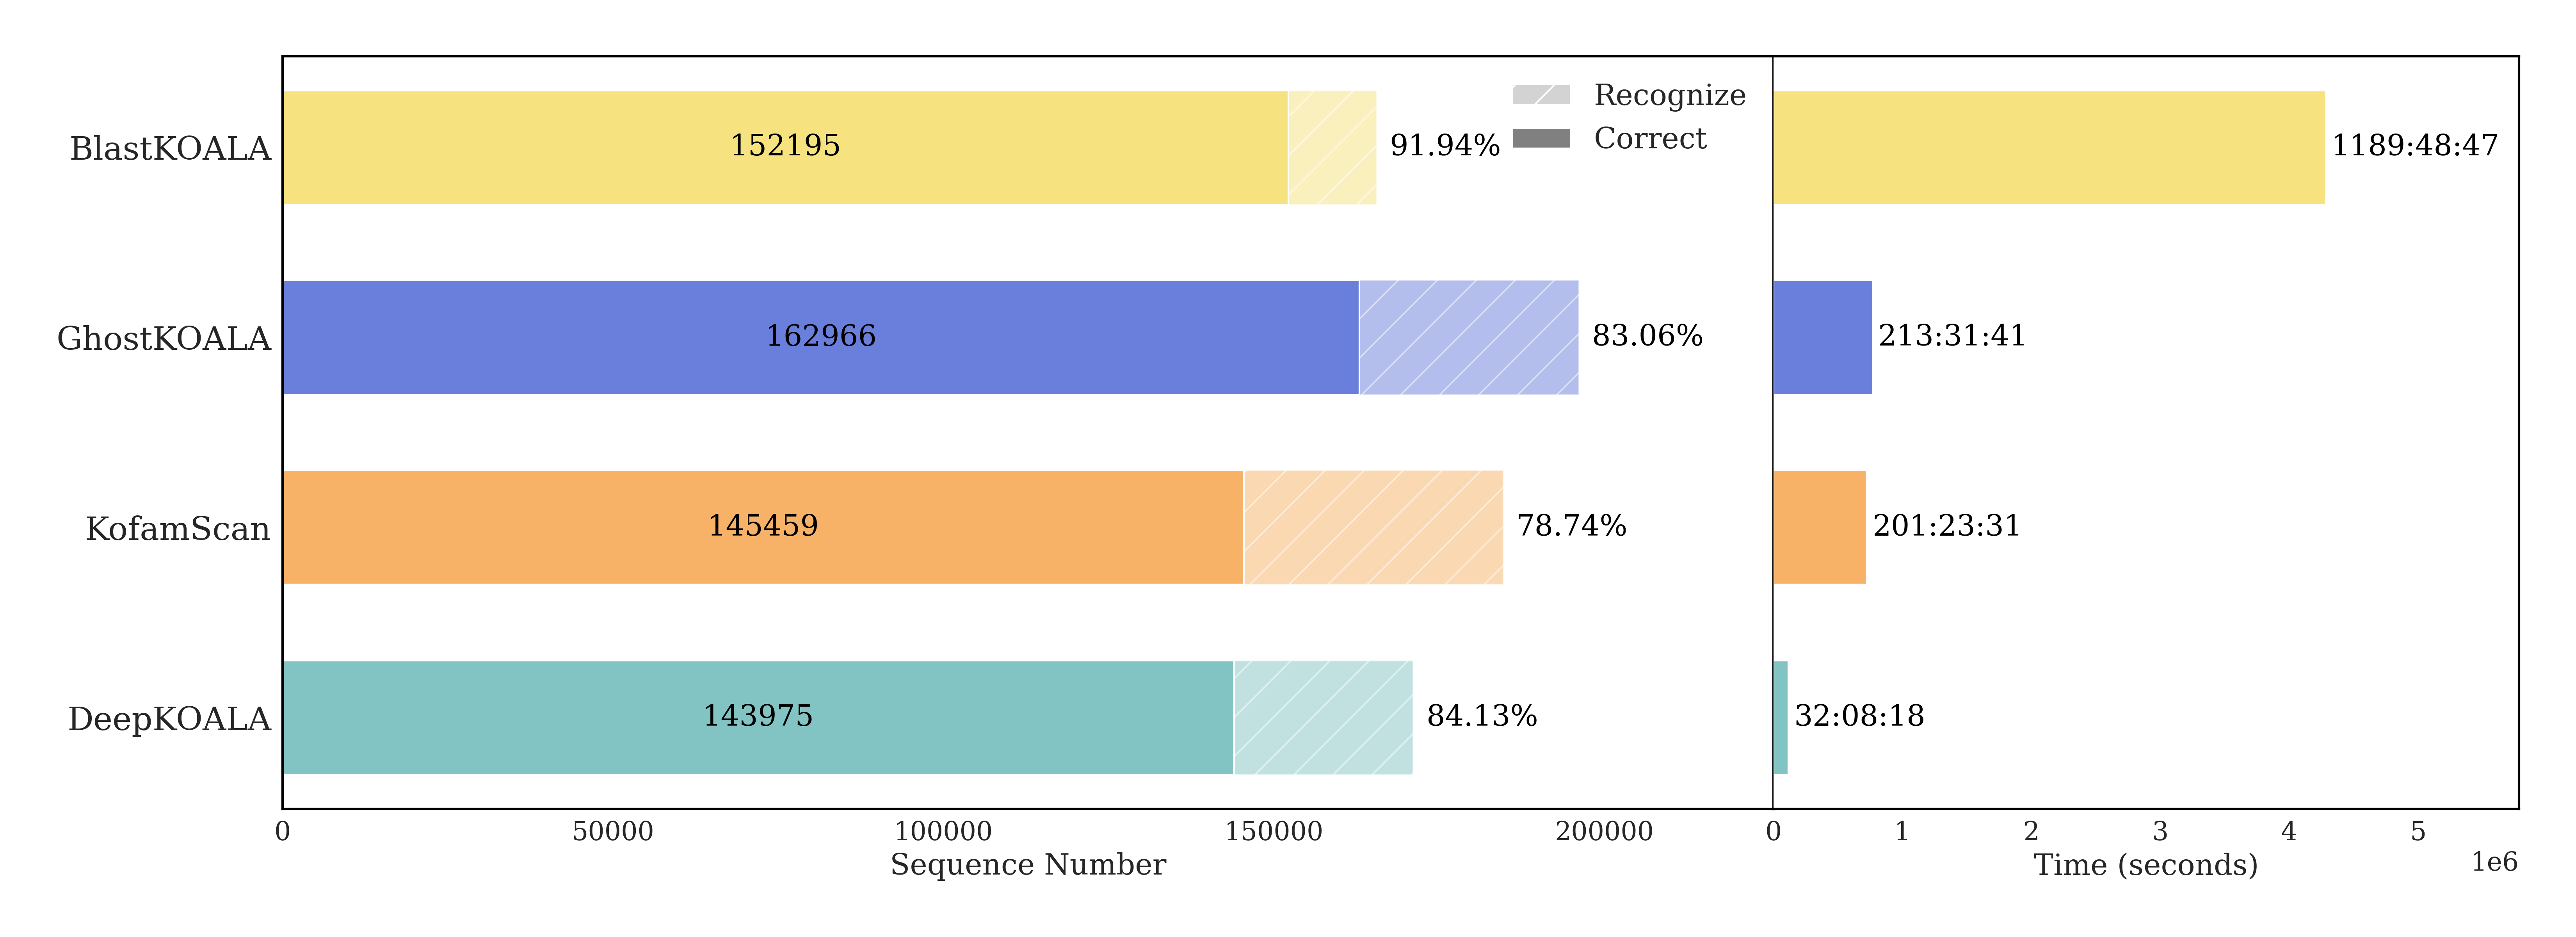 Recognize
Correct
BlastKOALA 152195 91.94% 1189:48:47
GhostKOALA 162966 83.06% 213:31:41
KofamScan 145459 78.74% 201:23:31
DeepKOALA 143975 84.13% 32:08:18
0 50000 100000 150000 200000 0 1 2 3 4 5
Sequence Number Time (seconds) 1e6